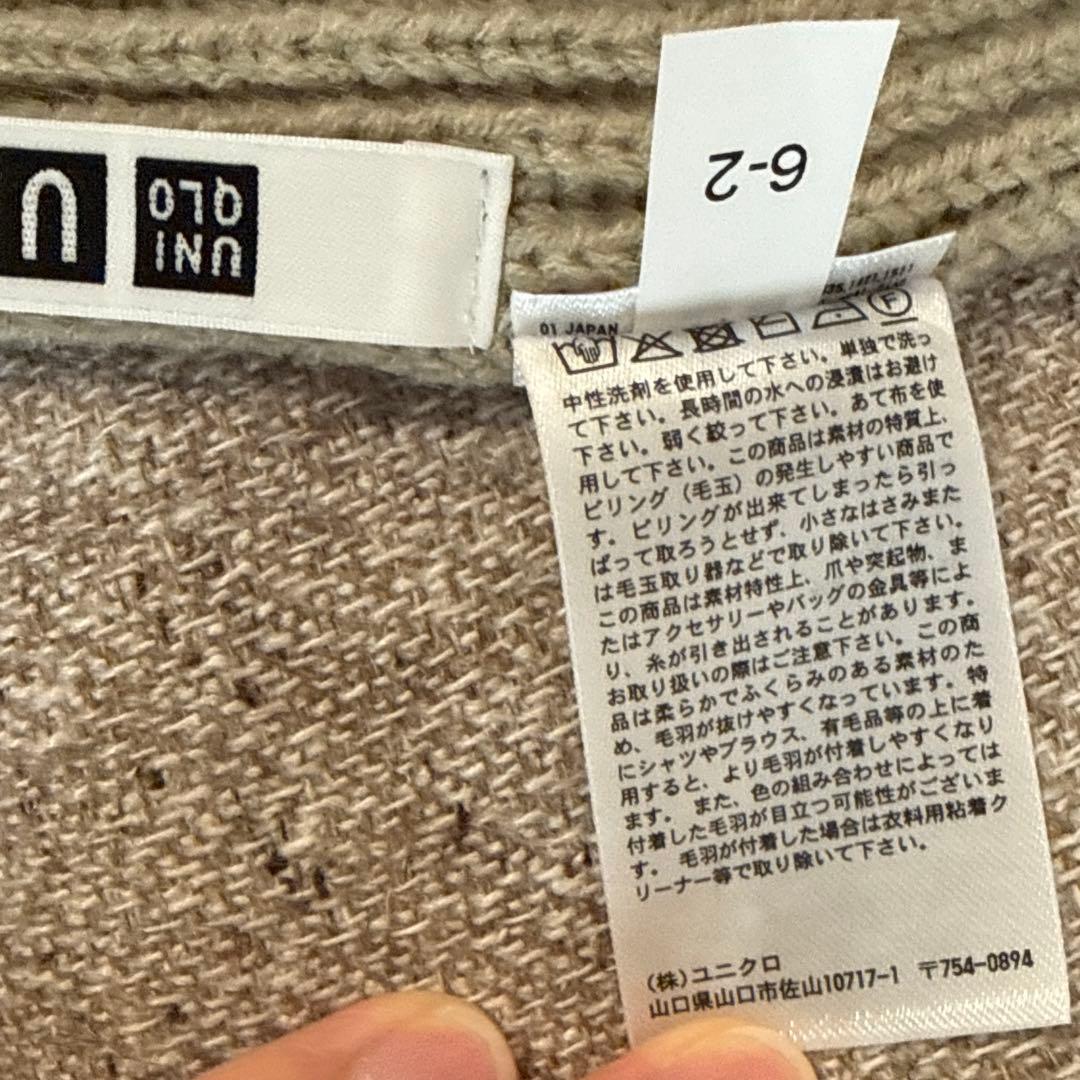 U
UNI
QLO
6-2
01 JAPAN
F
中性洗剤を使用して下さい。単独で洗っ
て下さい。長時間の水への浸漬はお避け
下さい。弱く絞って下さい。あて布を使
用して下さい。この商品は素材の特質上、
ピリング（毛玉）の発生しやすい商品で
す。ピリングが出来てしまったら引っ
ぱって取ろうとせず、小さなはさみまた
は毛玉取り器などで取り除いて下さい。
この商品は素材特性上、爪や突起物、ま
たはアクセサリーやバッグの金具等によ
り、糸が引き出されることがあります。
お取り扱いの際はご注意下さい。この商
品は柔らかでふくらみのある素材のた
め、毛羽が抜けやすくなっています。特
にシャツやブラウス、有毛品等の上に着
用すると、より毛羽が付着しやすくなり
ます。また、色の組み合わせによっては
付着した毛羽が目立つ可能性がございま
す。毛羽が付着した場合は衣料用粘着ク
リーナー等で取り除いて下さい。
(株)ユニクロ
山口県山口市佐山10717-1 〒754-0894